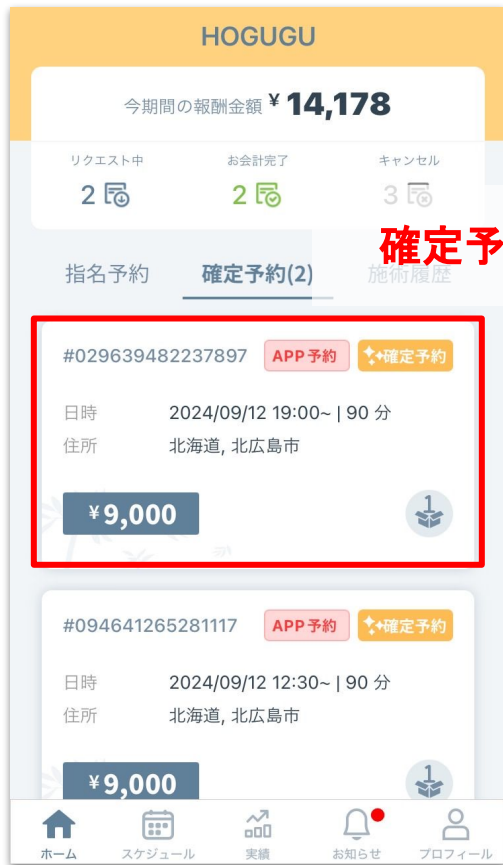 HOGUGU
今期間の報酬金額 ¥ 14,178
リクエスト中 お会計完了 キャンセル
2 2 3
確定予
指名予約 確定予約(2) 施術履歴
#029639482237897 APP予約 確定予約
日時 2024/09/12 19:00~ | 90 分
住所 北海道, 北広島市
¥9,000 1
#094641265281117 APP予約 確定予約
日時 2024/09/12 12:30~ | 90 分
住所 北海道, 北広島市
¥9,000 1
ホーム スケジュール 実績 お知らせ プロフィール